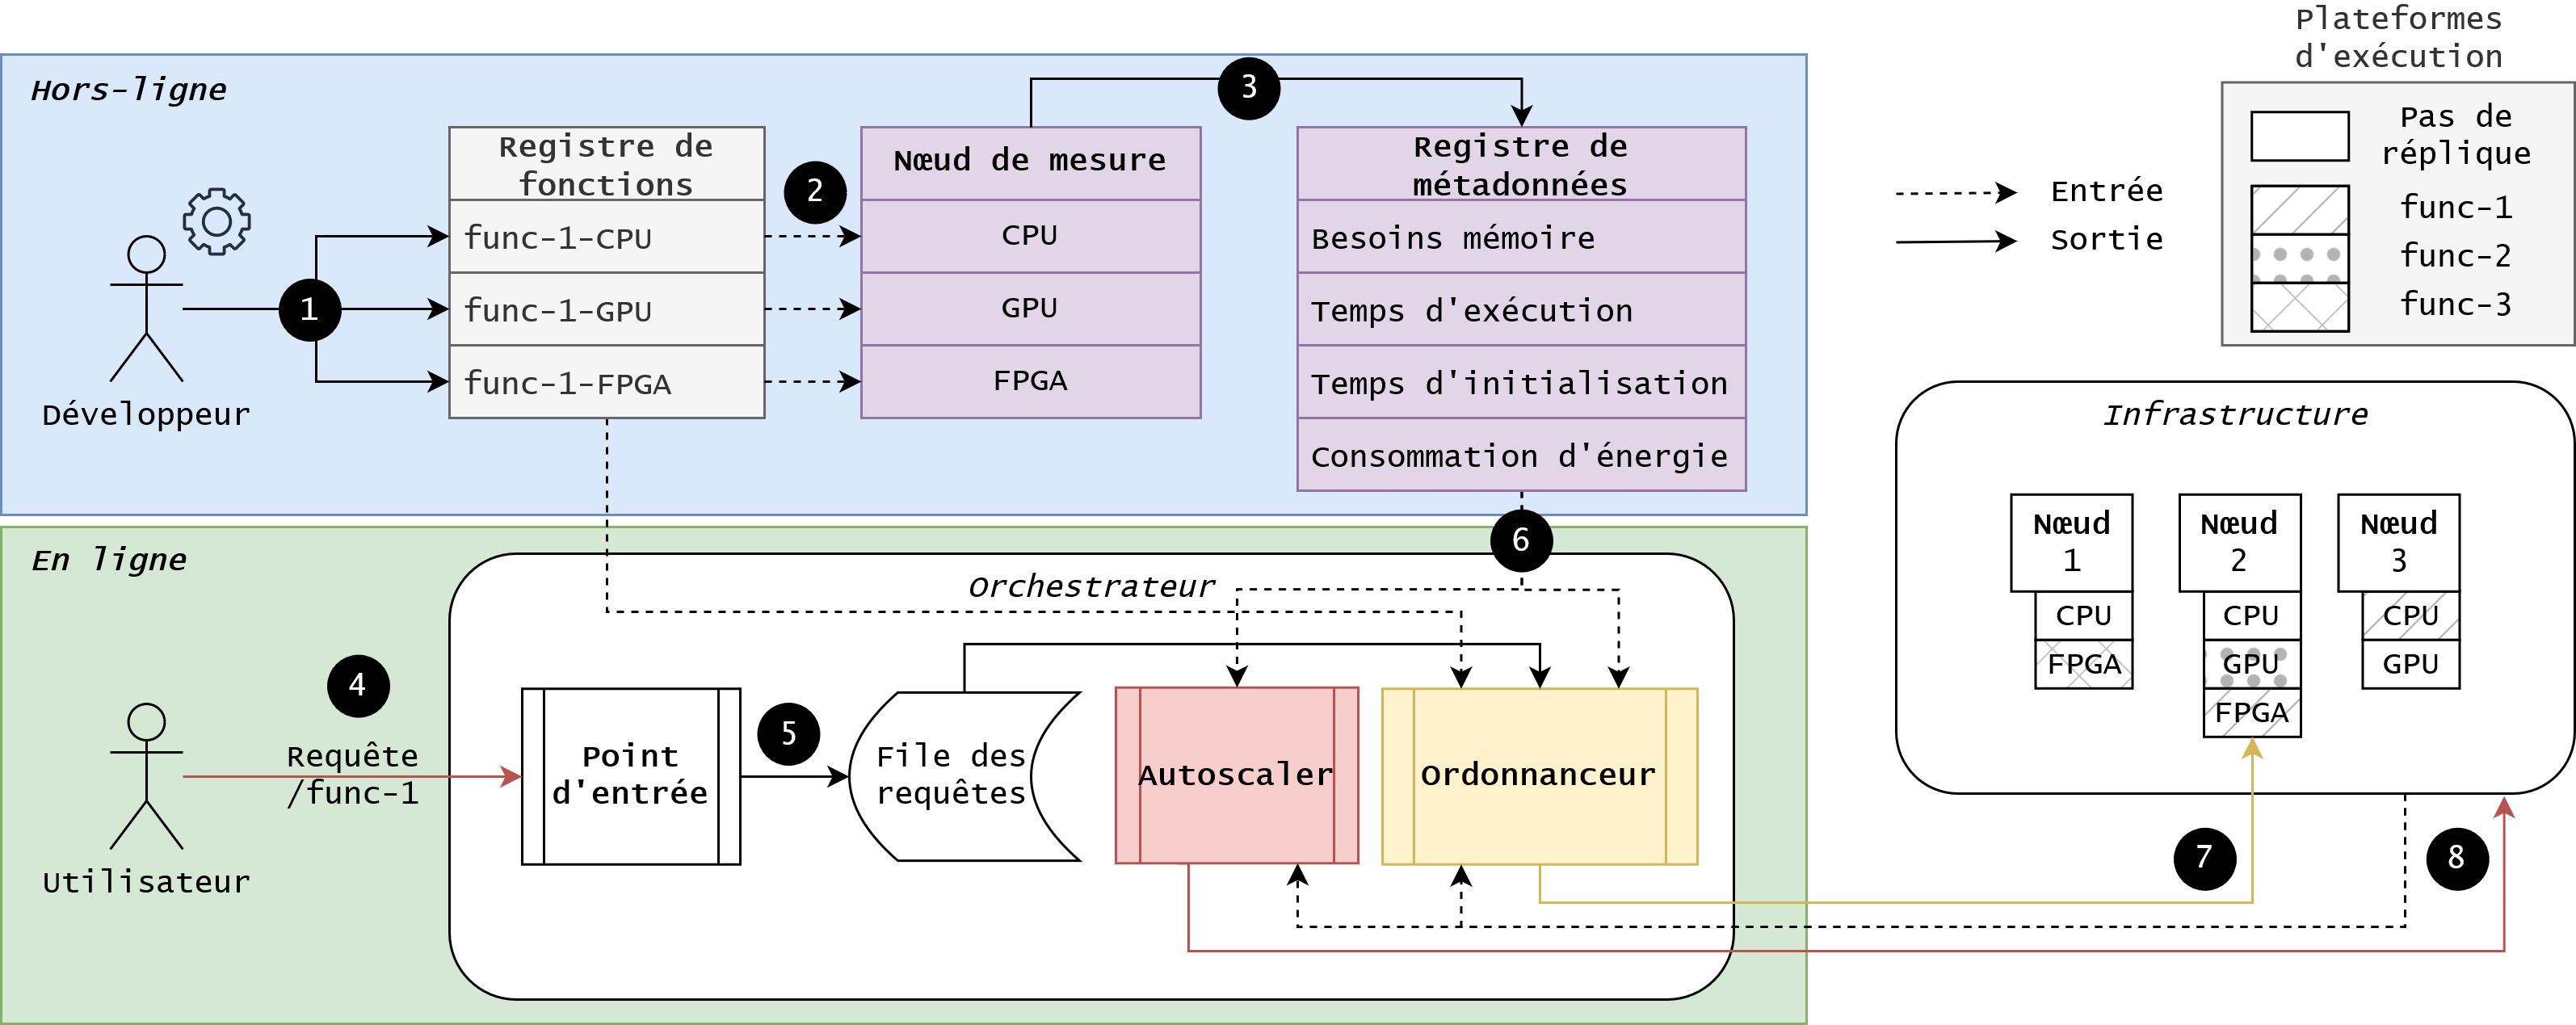 Plateformes
d'exécution
Pas de
réplique
func-1
func-2
func-3
Entrée
Sortie
Hors-ligne
3
Registre de
fonctions
func-1-CPU
func-1-GPU
func-1-FPGA
2
Nœud de mesure
CPU
GPU
FPGA
Registre de
métadonnées
Besoins mémoire
Temps d'exécution
Temps d'initialisation
Consommation d'énergie
1
Développeur
Infrastructure
Nœud
1
CPU
FPGA
Nœud
2
CPU
GPU
FPGA
Nœud
3
CPU
GPU
En ligne
6
Orchestrateur
4
Requête
/func-1
Utilisateur
Point
d'entrée
5
File des
requêtes
Autoscaler
Ordonnanceur
7
8